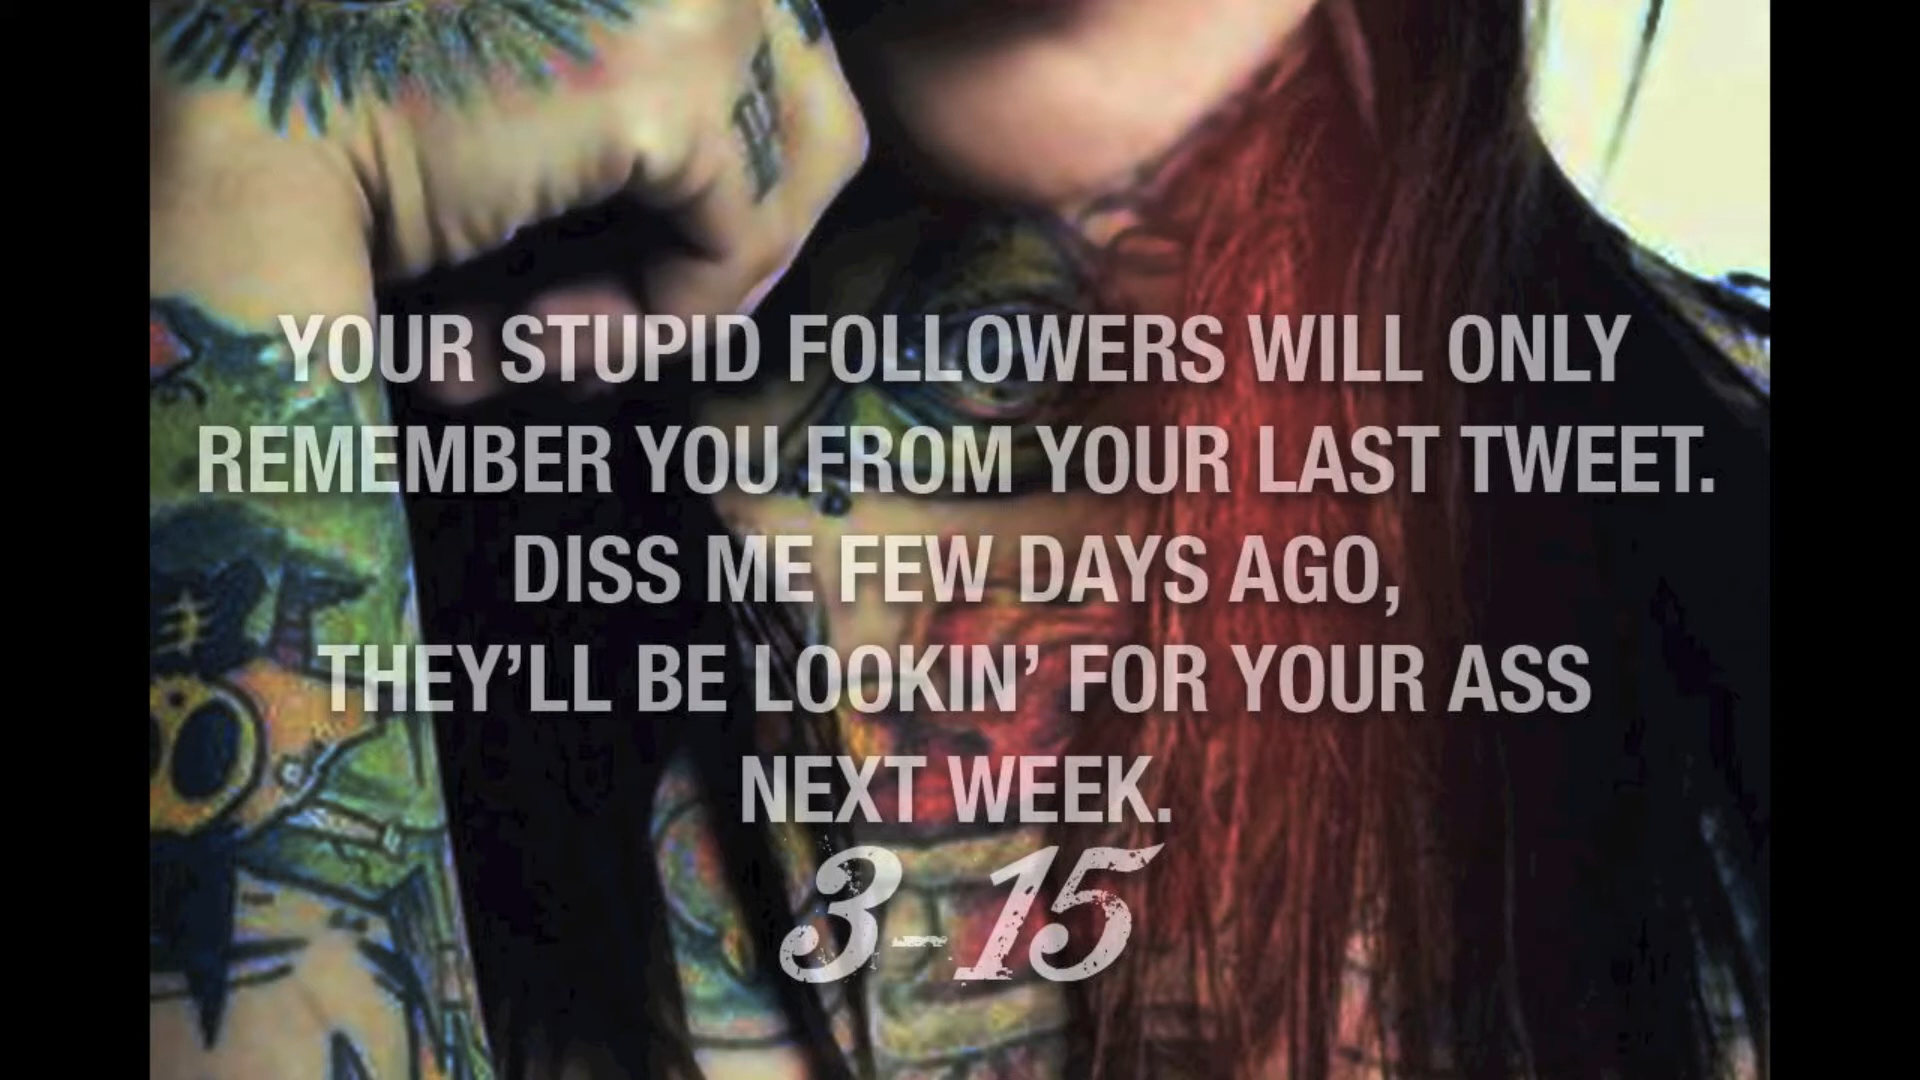 YOUR STUPID FOLLOWERS WILL ONLY
REMEMBER YOU FROM YOUR LAST TWEET.
DISS ME FEW DAYS AGO,
THEY’LL BE LOOKIN’ FOR YOUR ASS
NEXT WEEK.
3-15